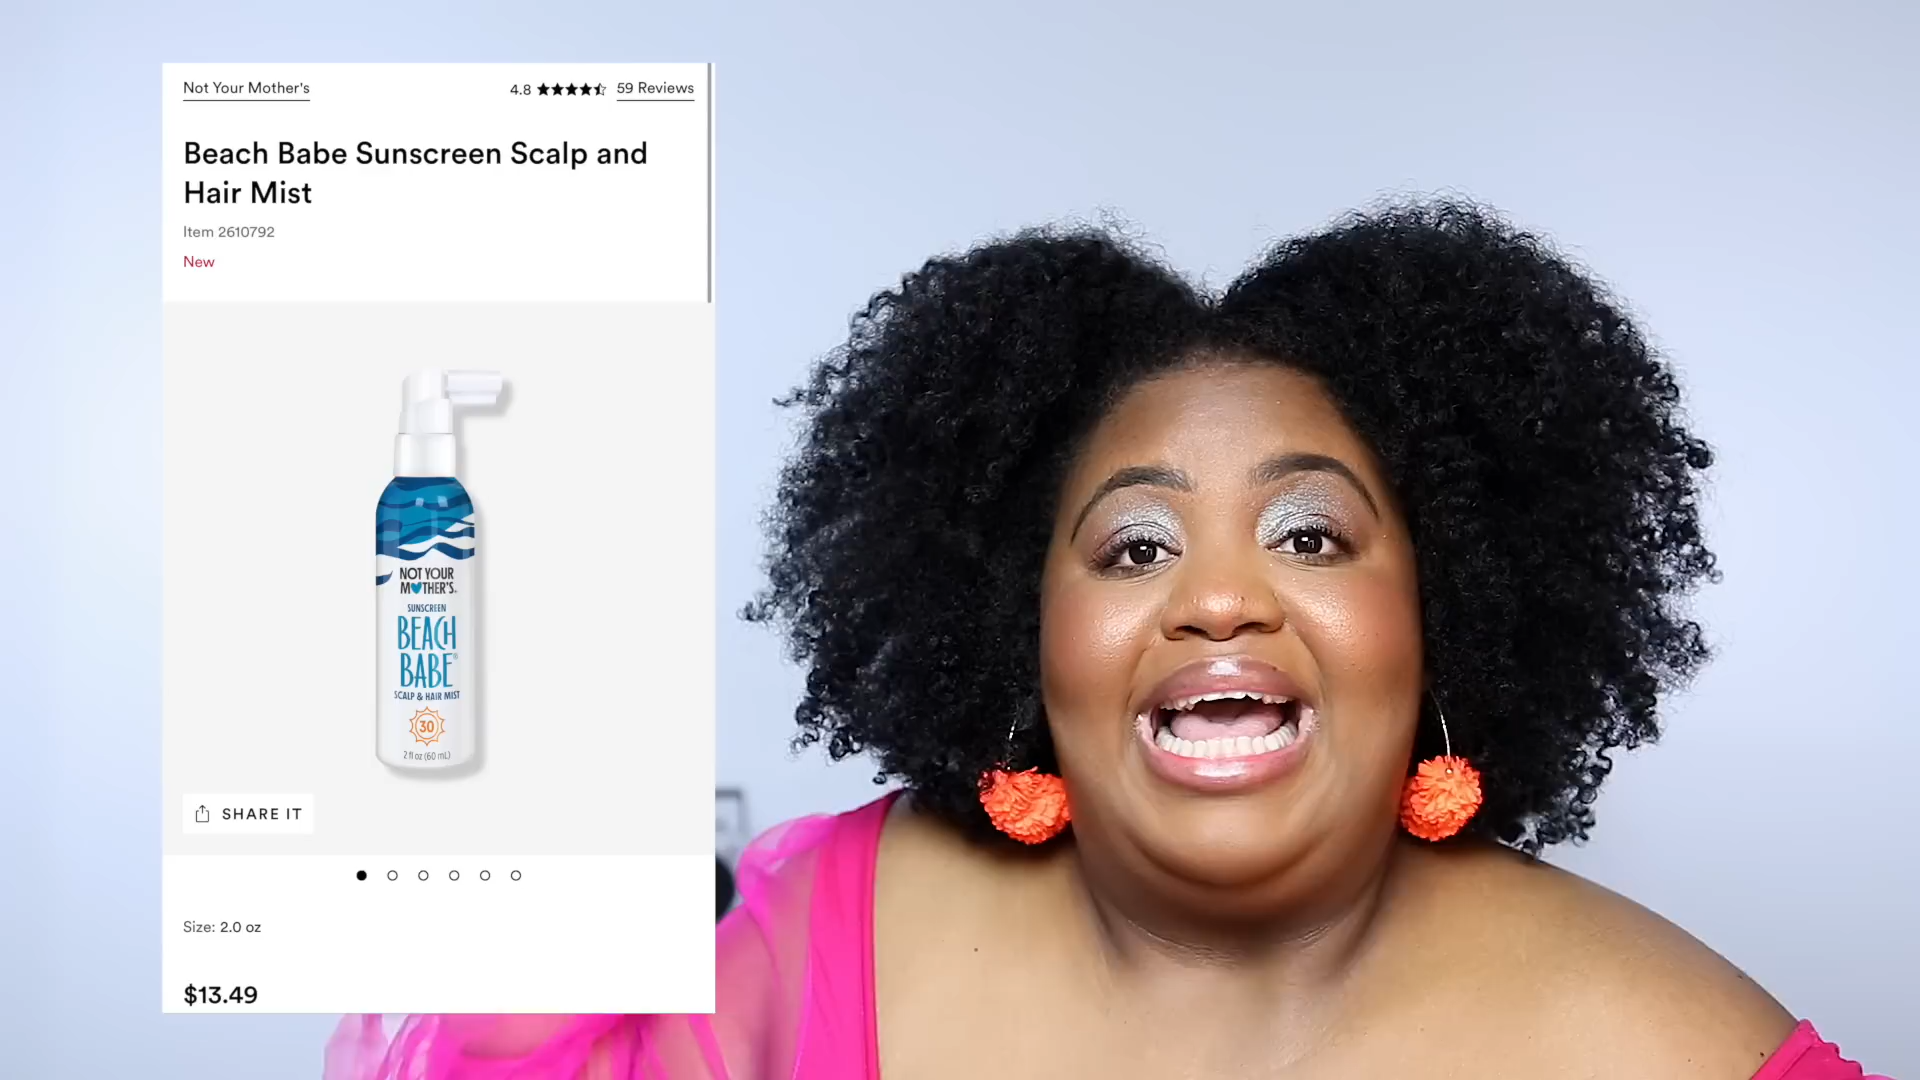 Not Your Mother's
4.8 59 Reviews
Beach Babe Sunscreen Scalp and
Hair Mist
Item 2610792
New
NOT YOUR
MOTHER'S
SUNSCREEN
BEACH
BABE®
SCALP & HAIR MIST
30
2 fl oz (60 mL)
SHARE IT
Size: 2.0 oz
$13.49